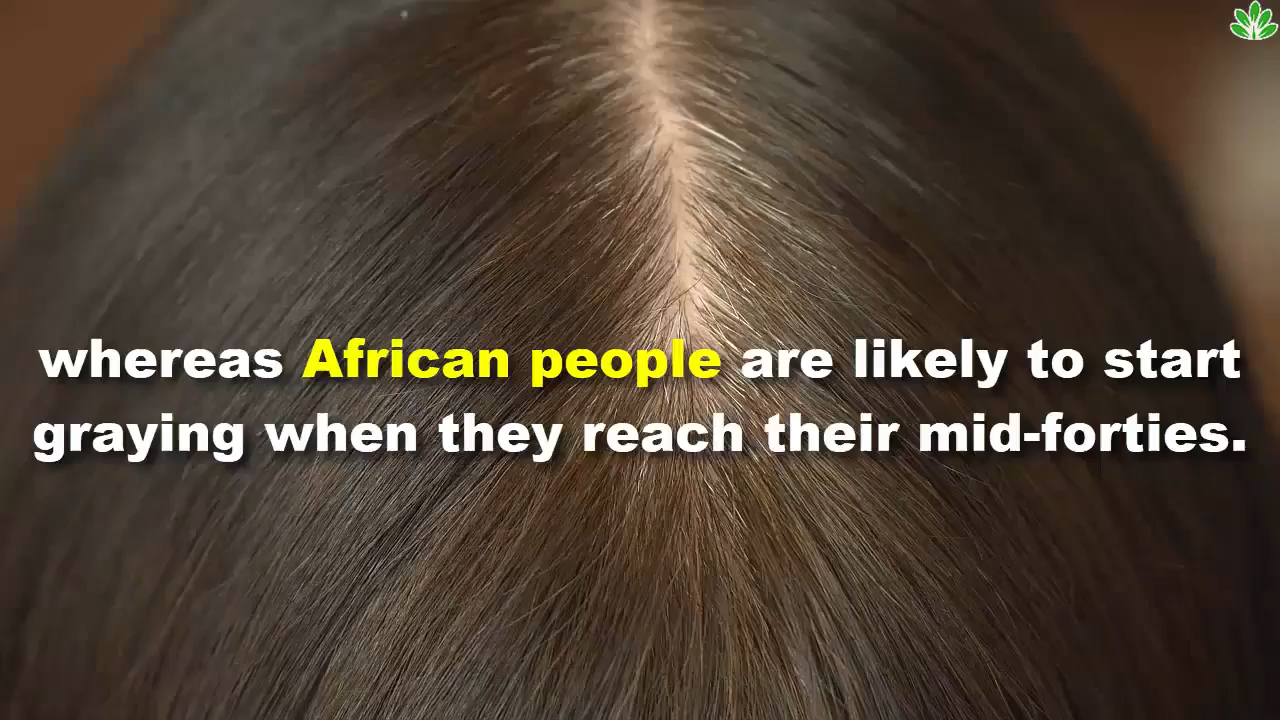 whereas African people are likely to start
graying when they reach their mid-forties.